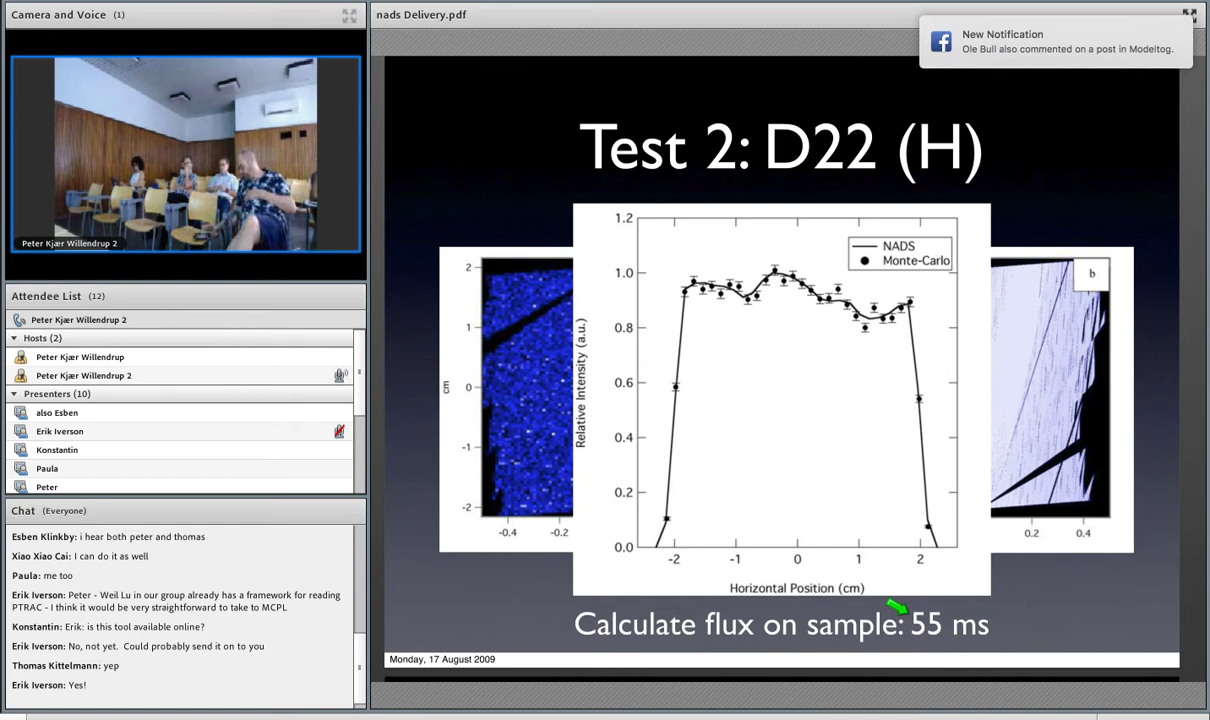 Camera and Voice (1)
Peter Kjær Willendrup 2
Attendee List (12)
Peter Kjær Willendrup 2
Hosts (2)
Peter Kjær Willendrup
Peter Kjær Willendrup 2
Presenters (10)
also Esben
Erik Iverson
Konstantin
Paula
Peter
Chat (Everyone)
Esben Klinkby: i hear both peter and thomas
Xiao Xiao Cai: I can do it as well
Paula: me too
Erik Iverson: Peter - Weil Lu in our group already has a framework for reading
PTRAC - I think it would be very straightforward to take to MCPL
Konstantin: Erik: is this tool available online?
Erik Iverson: No, not yet. Could probably send it on to you
Thomas Kittelmann: yep
Erik Iverson: Yes!
nads Delivery.pdf
New Notification
Ole Bull also commented on a post in Modeltog.
Test 2: D22 (H)
2
1
0
-1
-2
cm
-0.4
-0.2
1.2
1.0
0.8
0.6
0.4
0.2
0.0
Relative Intensity (a.u.)
NADS
Monte-Carlo
-2
-1
0
1
2
Horizontal Position (cm)
b
0.2
0.4
Calculate flux on sample: 55 ms
Monday, 17 August 2009